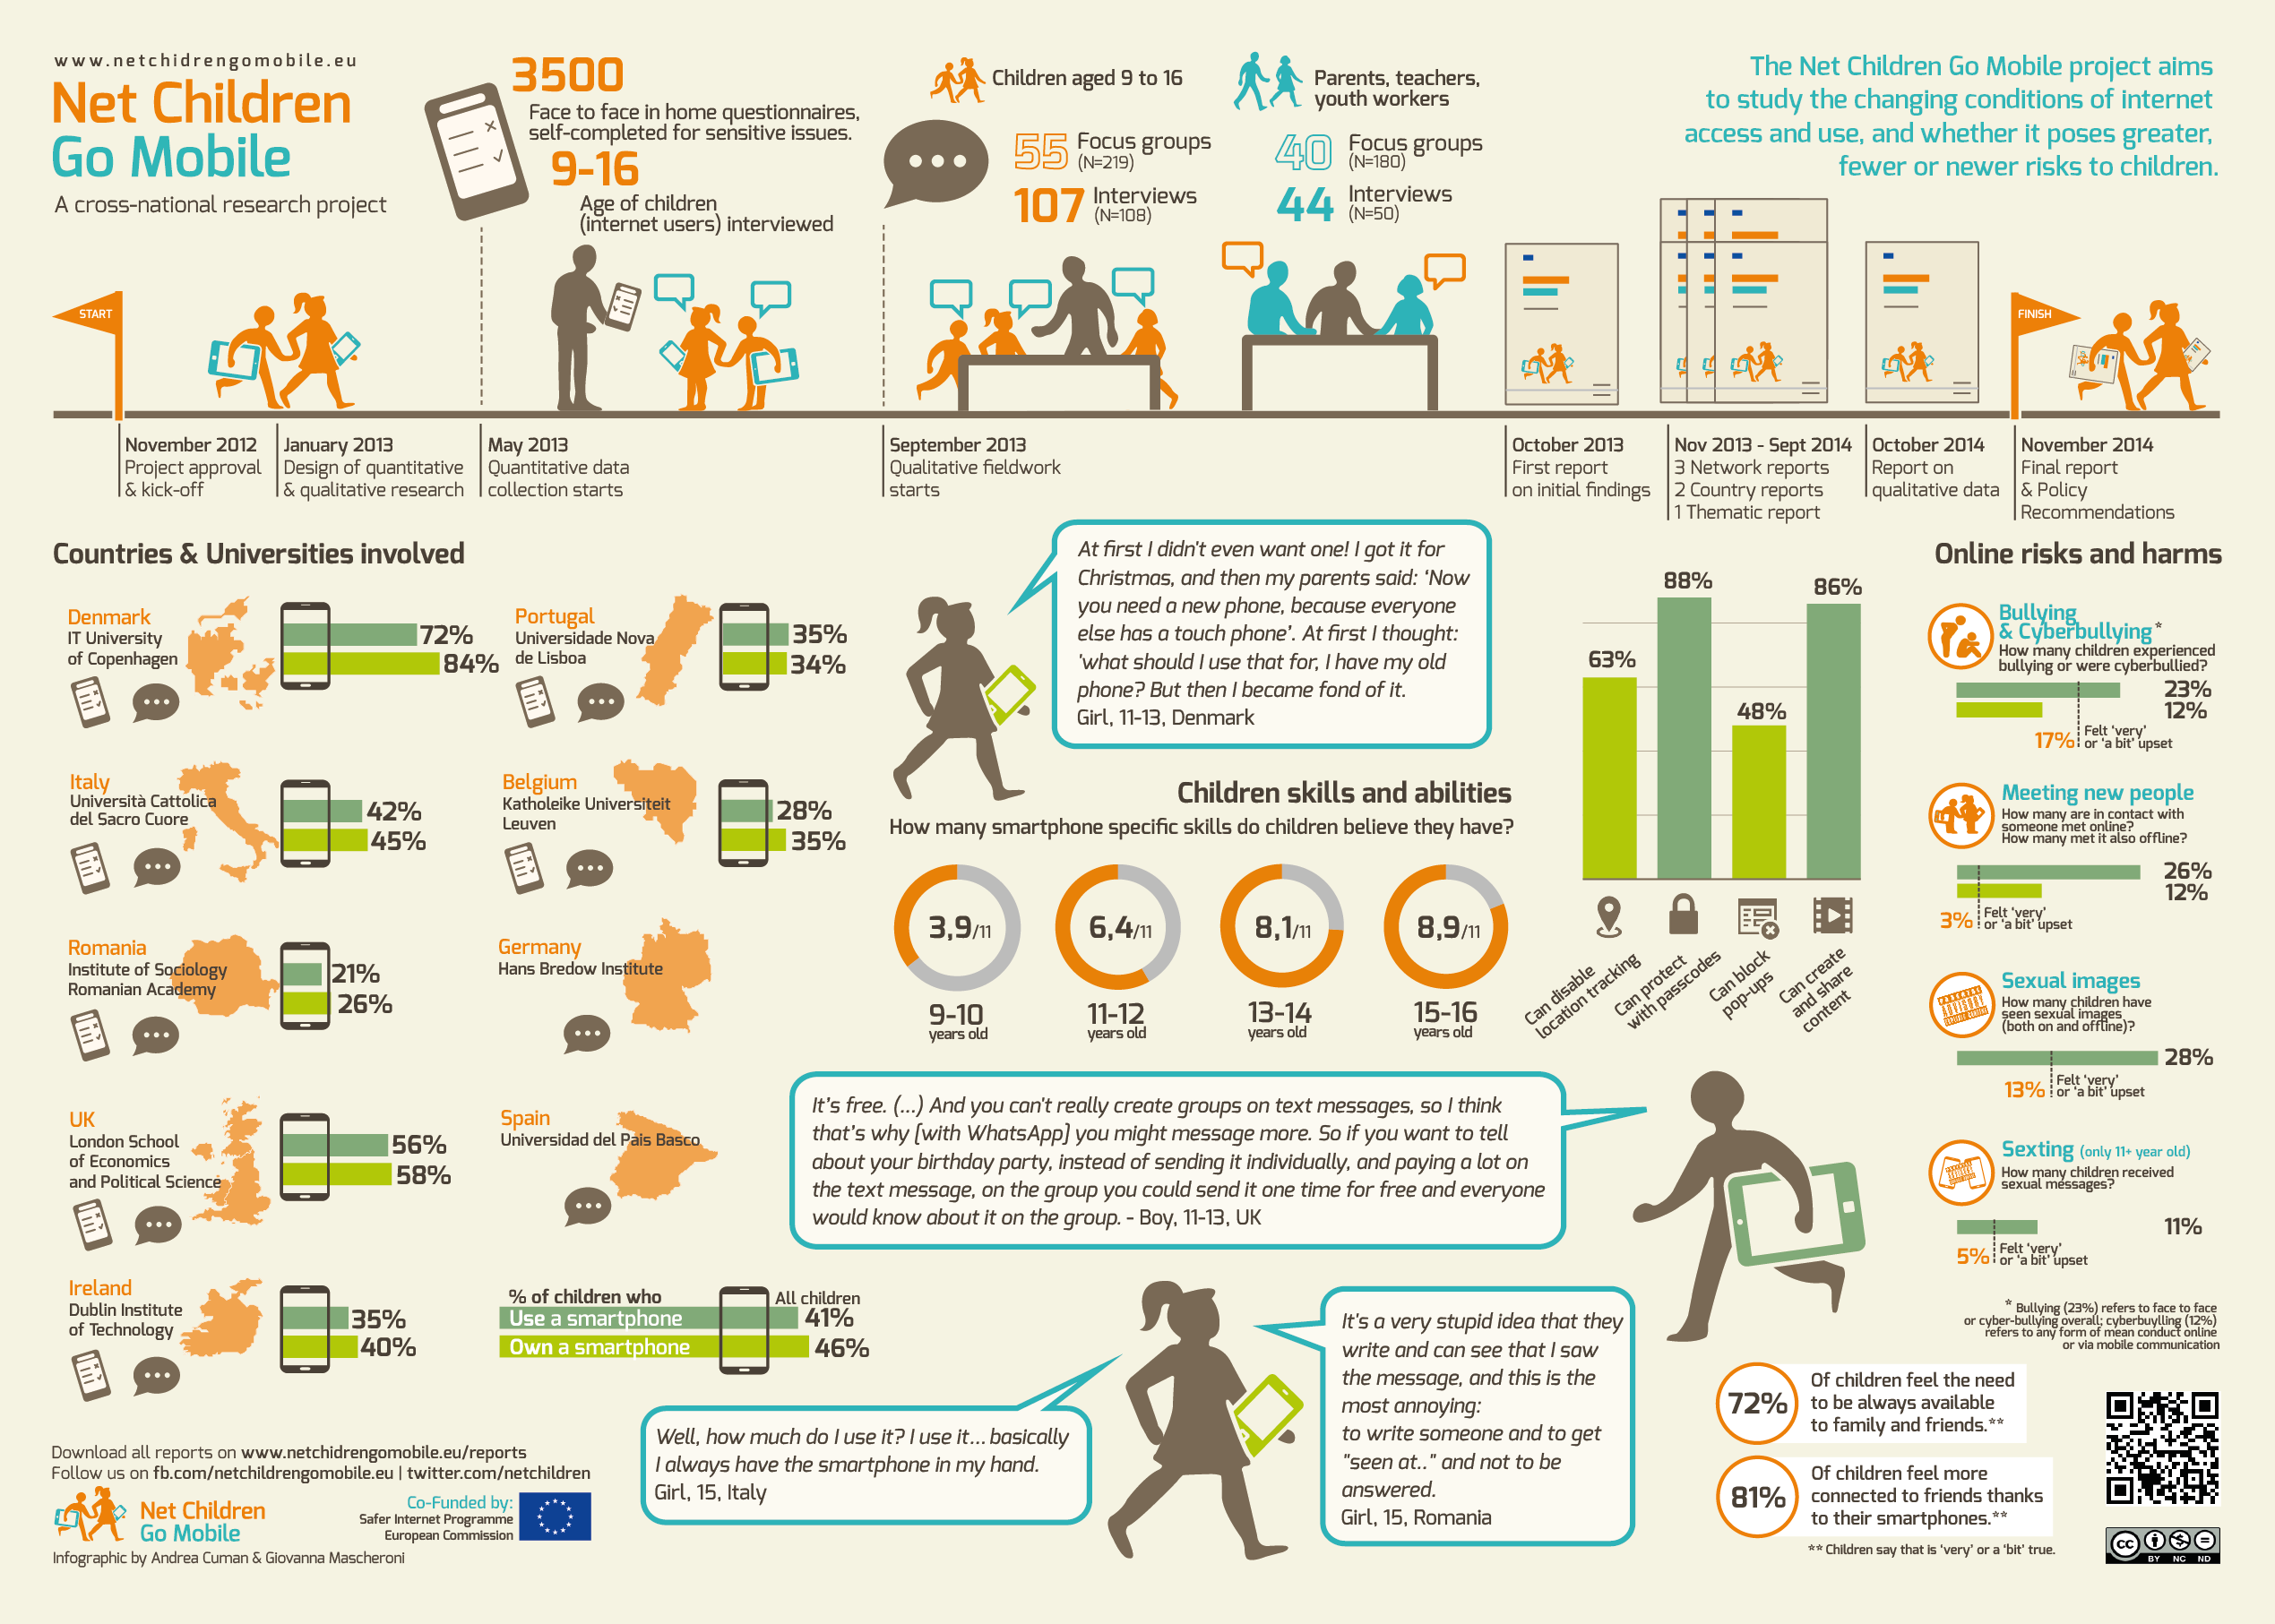 www.netchidrengomobile.eu
Net Children
Go Mobile
A cross-national research project
3500
Face to face in home questionnaires,
self-completed for sensitive issues.
9-16
Age of children
(internet users) interviewed
Children aged 9 to 16
55 Focus groups
(N=219)
107 Interviews
(N=108)
Parents, teachers,
youth workers
40 Focus groups
(N=180)
44 Interviews
(N=50)
The Net Children Go Mobile project aims
to study the changing conditions of internet
access and use, and whether it poses greater,
fewer or newer risks to children.
START
FINISH
November 2012
Project approval
& kick-off
January 2013
Design of quantitative
& qualitative research
May 2013
Quantitative data
collection starts
September 2013
Qualitative fieldwork
starts
October 2013
First report
on initial findings
Nov 2013 - Sept 2014
3 Network reports
2 Country reports
1 Thematic report
October 2014
Report on
qualitative data
November 2014
Final report
& Policy
Recommendations
Countries & Universities involved
Denmark
IT University
of Copenhagen
72%
84%
Portugal
Universidade Nova
de Lisboa
35%
34%
Italy
Università Cattolica
del Sacro Cuore
42%
45%
Belgium
Katholeike Universiteit
Leuven
28%
35%
Romania
Institute of Sociology
Romanian Academy
21%
26%
Germany
Hans Bredow Institute
UK
London School
of Economics
and Political Science
56%
58%
Spain
Universidad del Pais Basco
Ireland
Dublin Institute
of Technology
35%
40%
% of children who
All children
Use a smartphone
41%
Own a smartphone
46%
At first I didn't even want one! I got it for
Christmas, and then my parents said: 'Now
you need a new phone, because everyone
else has a touch phone'. At first I thought:
'what should I use that for, I have my old
phone? But then I became fond of it.
Girl, 11-13, Denmark
Children skills and abilities
How many smartphone specific skills do children believe they have?
3,9/11
9-10
years old
6,4/11
11-12
years old
8,1/11
13-14
years old
8,9/11
15-16
years old
63%
88%
48%
86%
Can disable
location tracking
Can protect
with passcodes
Can block
pop-ups
Can create
and share
content
Online risks and harms
Bullying
& Cyberbullying *
How many children experienced
bullying or were cyberbullied?
23%
12%
17%
Felt 'very'
or 'a bit' upset
Meeting new people
How many are in contact with
someone met online?
How many met it also offline?
26%
12%
3%
Felt 'very'
or 'a bit' upset
Sexual images
How many children have
seen sexual images
(both on and offline)?
28%
13%
Felt 'very'
or 'a bit' upset
Sexting (only 11+ year old)
How many children received
sexual messages?
11%
5%
Felt 'very'
or 'a bit' upset
* Bullying (23%) refers to face to face
or cyber-bullying overall; cyberbuylling (12%)
refers to any form of mean conduct online
or via mobile communication
It's free. (...) And you can't really create groups on text messages, so I think
that's why [with WhatsApp] you might message more. So if you want to tell
about your birthday party, instead of sending it individually, and paying a lot on
the text message, on the group you could send it one time for free and everyone
would know about it on the group. - Boy, 11-13, UK
Well, how much do I use it? I use it... basically
I always have the smartphone in my hand.
Girl, 15, Italy
It's a very stupid idea that they
write and can see that I saw
the message, and this is the
most annoying:
to write someone and to get
"seen at.." and not to be
answered.
Girl, 15, Romania
72%
Of children feel the need
to be always available
to family and friends.**
81%
Of children feel more
connected to friends thanks
to their smartphones.**
** Children say that is 'very' or a 'bit' true.
Download all reports on www.netchidrengomobile.eu/reports
Follow us on fb.com/netchildrengomobile.eu | twitter.com/netchildren
Net Children
Go Mobile
Co-Funded by:
Safer Internet Programme
European Commission
Infographic by Andrea Cuman & Giovanna Mascheroni
cc
BY NC ND